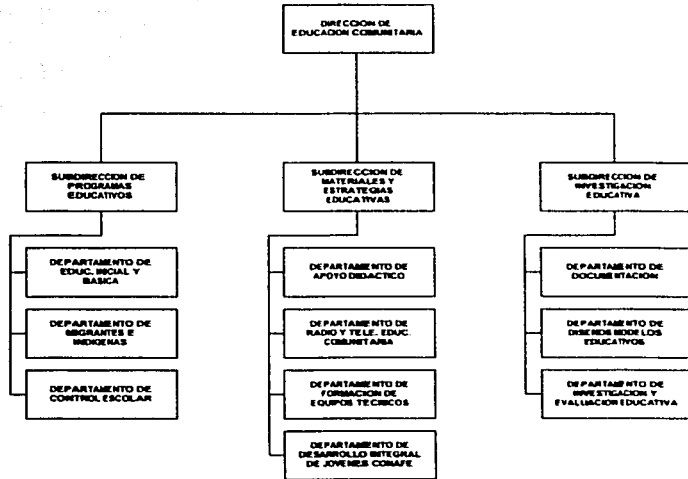 DIRECCION DE
EDUCACION COMUNITARIA
SUBDIRECCION DE
PROGRAMAS
EDUCATIVOS
DEPARTAMENTO DE
EDUC. INICIAL Y
BASICA
DEPARTAMENTO DE
MIGRANTES E
INDIGENAS
DEPARTAMENTO DE
CONTROL ESCOLAR
SUBDIRECCION DE
MATERIALES Y
ESTRATEGIAS
EDUCATIVAS
DEPARTAMENTO DE
APOYO DIDACTICO
DEPARTAMENTO DE
RADIO Y TELE. EDUC.
COMUNITARIA
DEPARTAMENTO DE
FORMACION DE
EQUIPOS TECNICOS
DEPARTAMENTO DE
DESARROLLO INTEGRAL
DE JOVENES CONAFE
SUBDIRECCION DE
INVESTIGACION
EDUCATIVA
DEPARTAMENTO DE
DOCUMENTACION
DEPARTAMENTO DE
DISEÑOS MODELOS
EDUCATIVOS
DEPARTAMENTO DE
INVESTIGACION Y
EVALUACION EDUCATIVA